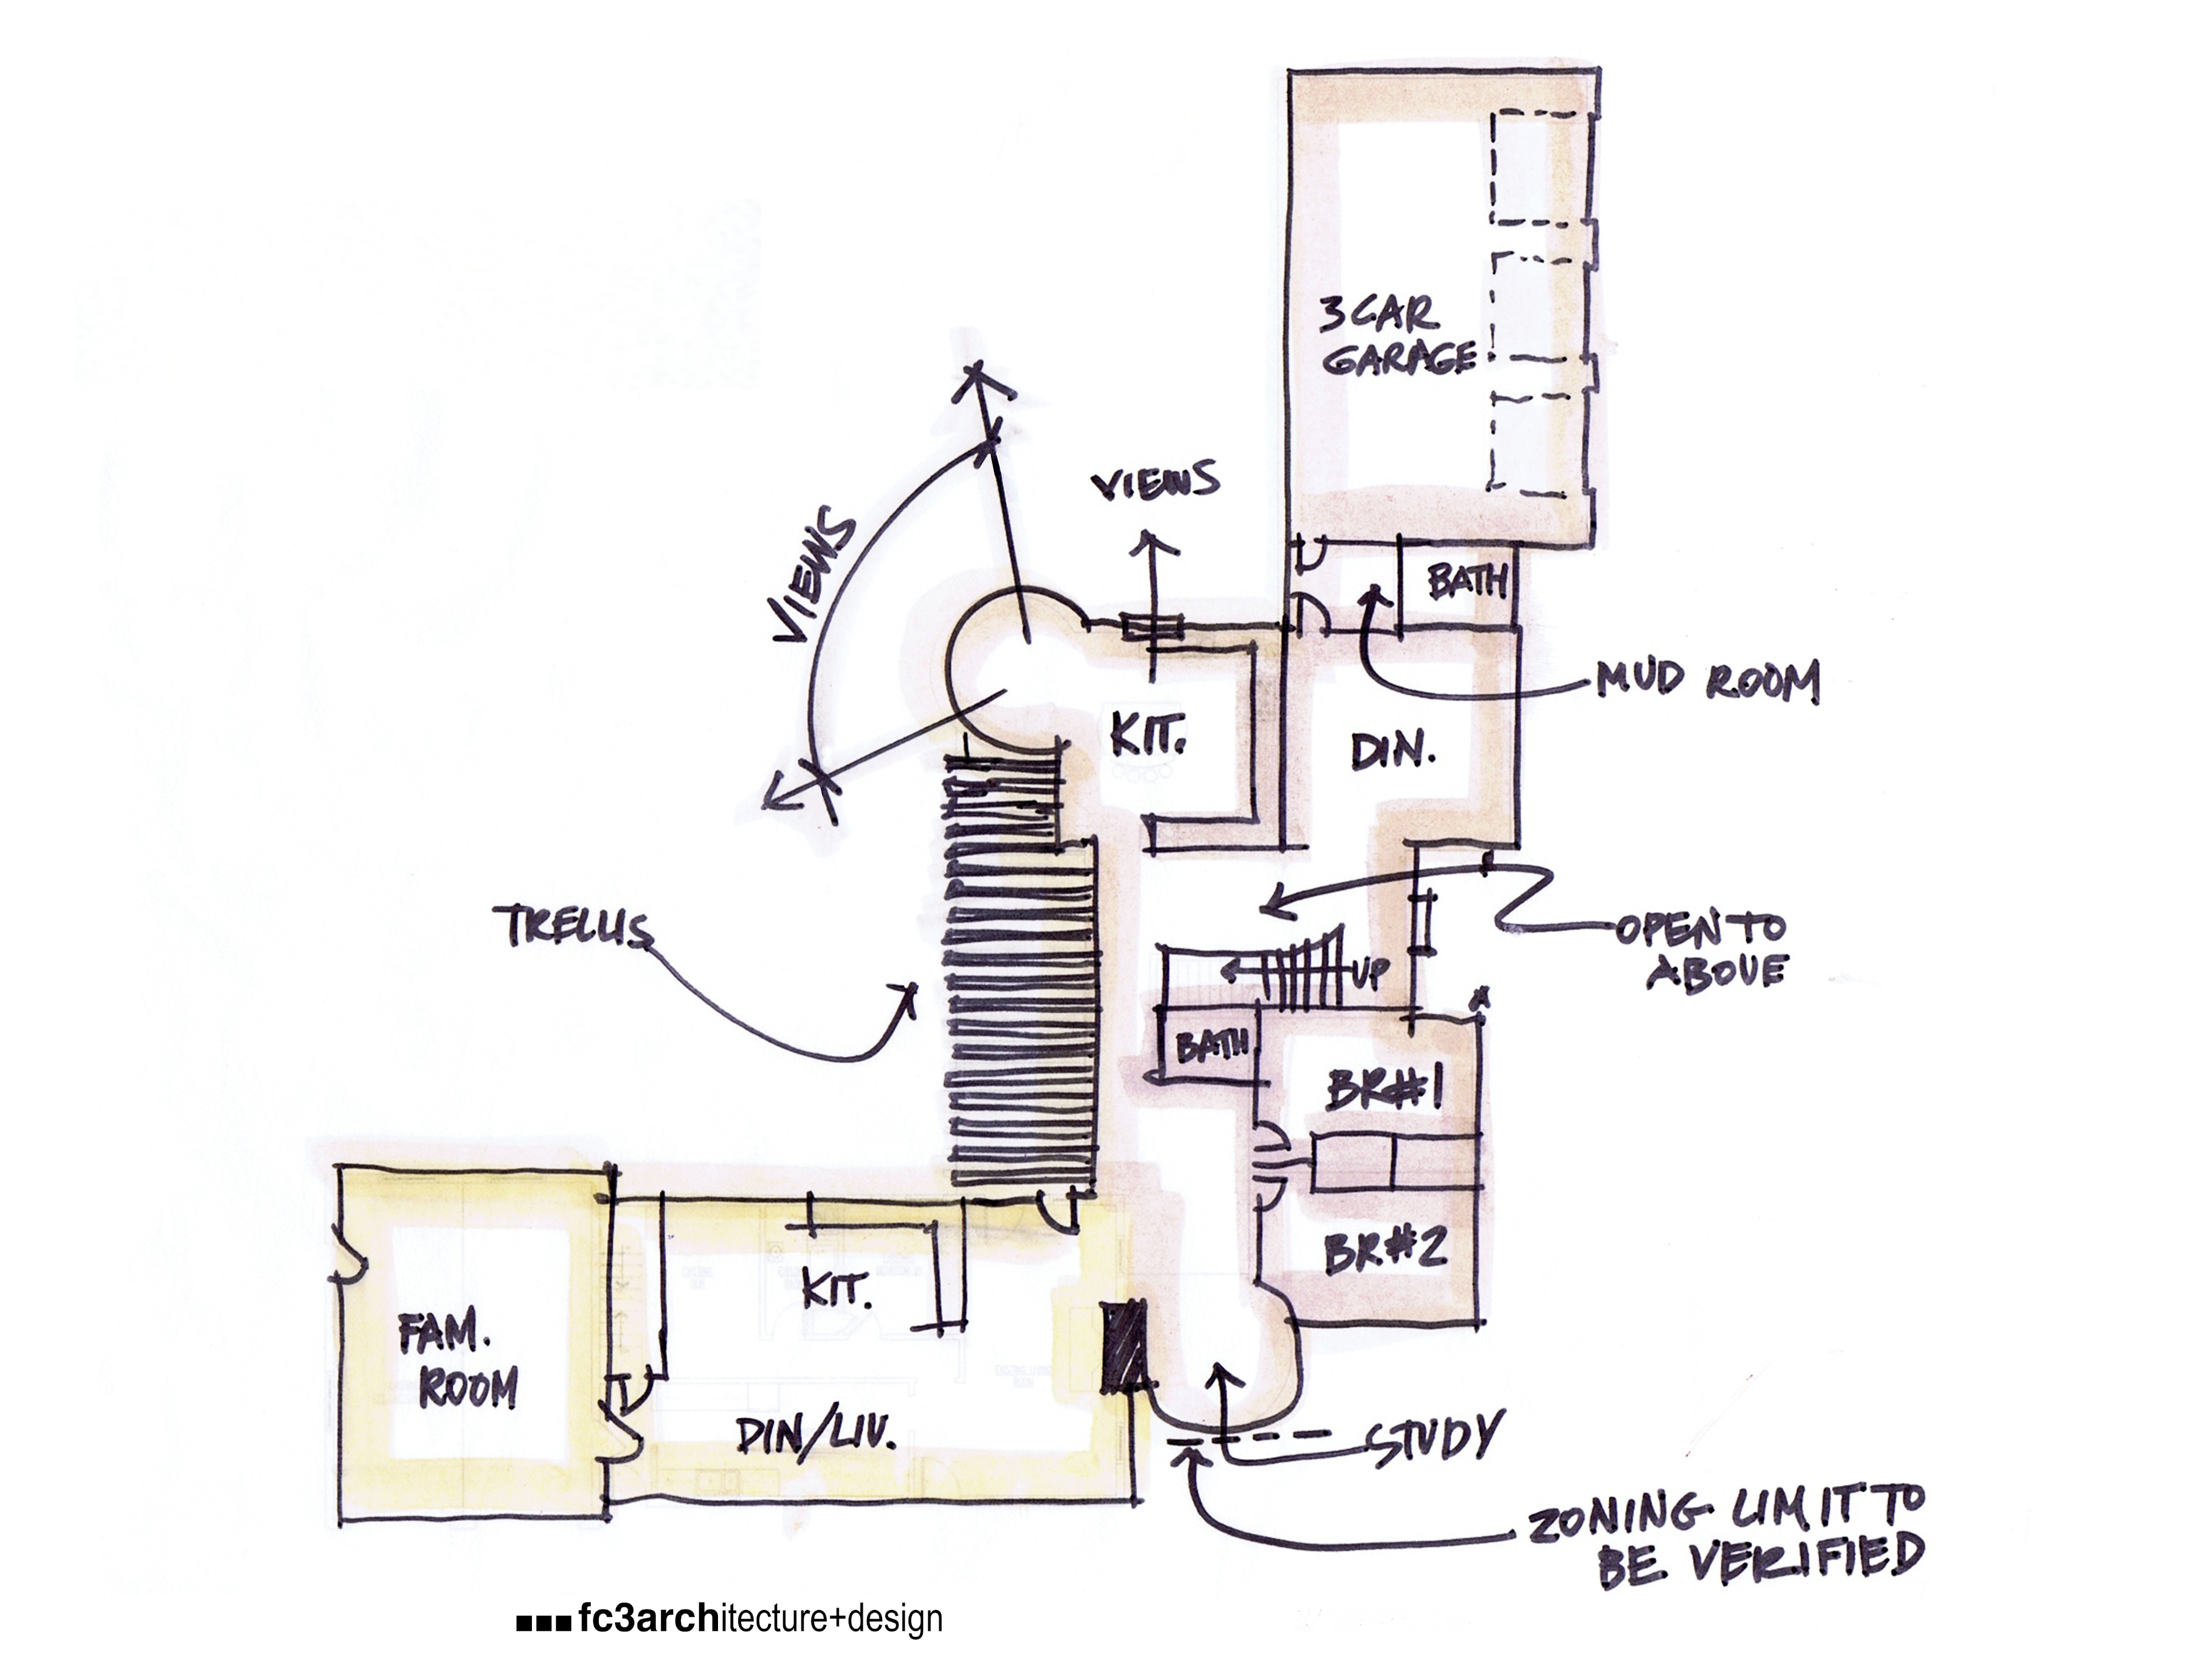 3 CAR
GARAGE
VIEWS
VIEWS
BATH
MUD ROOM
KIT.
DIN.
TRELLIS
OPEN TO
ABOVE
UP
BATH
BR#1
BR#2
KIT.
FAM.
ROOM
DIN/LIV.
STUDY
ZONING LIMIT TO
BE VERIFIED
fc3architecture+design